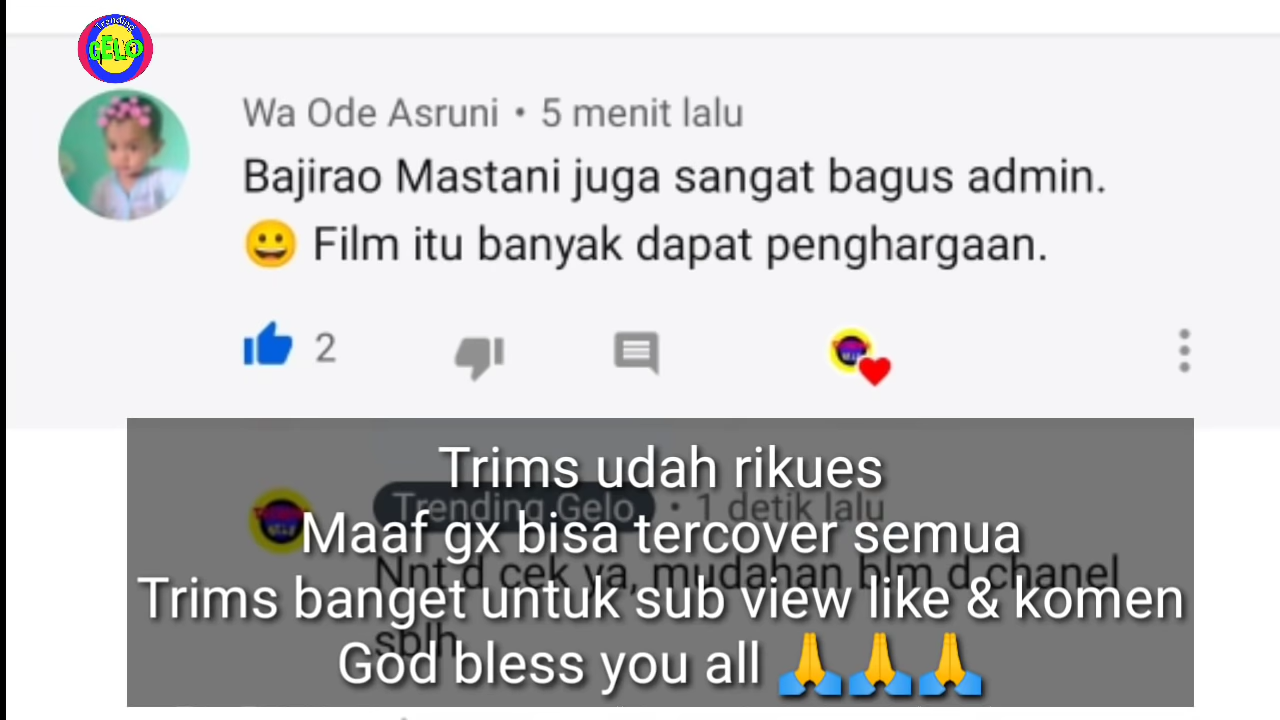 Trending
GELO
Wa Ode Asruni • 5 menit lalu
Bajirao Mastani juga sangat bagus admin.
😀 Film itu banyak dapat penghargaan.
2
Trending Gelo • 1 detik lalu
Nnt d cek ya, mudahan blm d chanel
sblh
Trims udah rikues
Maaf gx bisa tercover semua
Trims banget untuk sub view like & komen
God bless you all 🙏🙏🙏